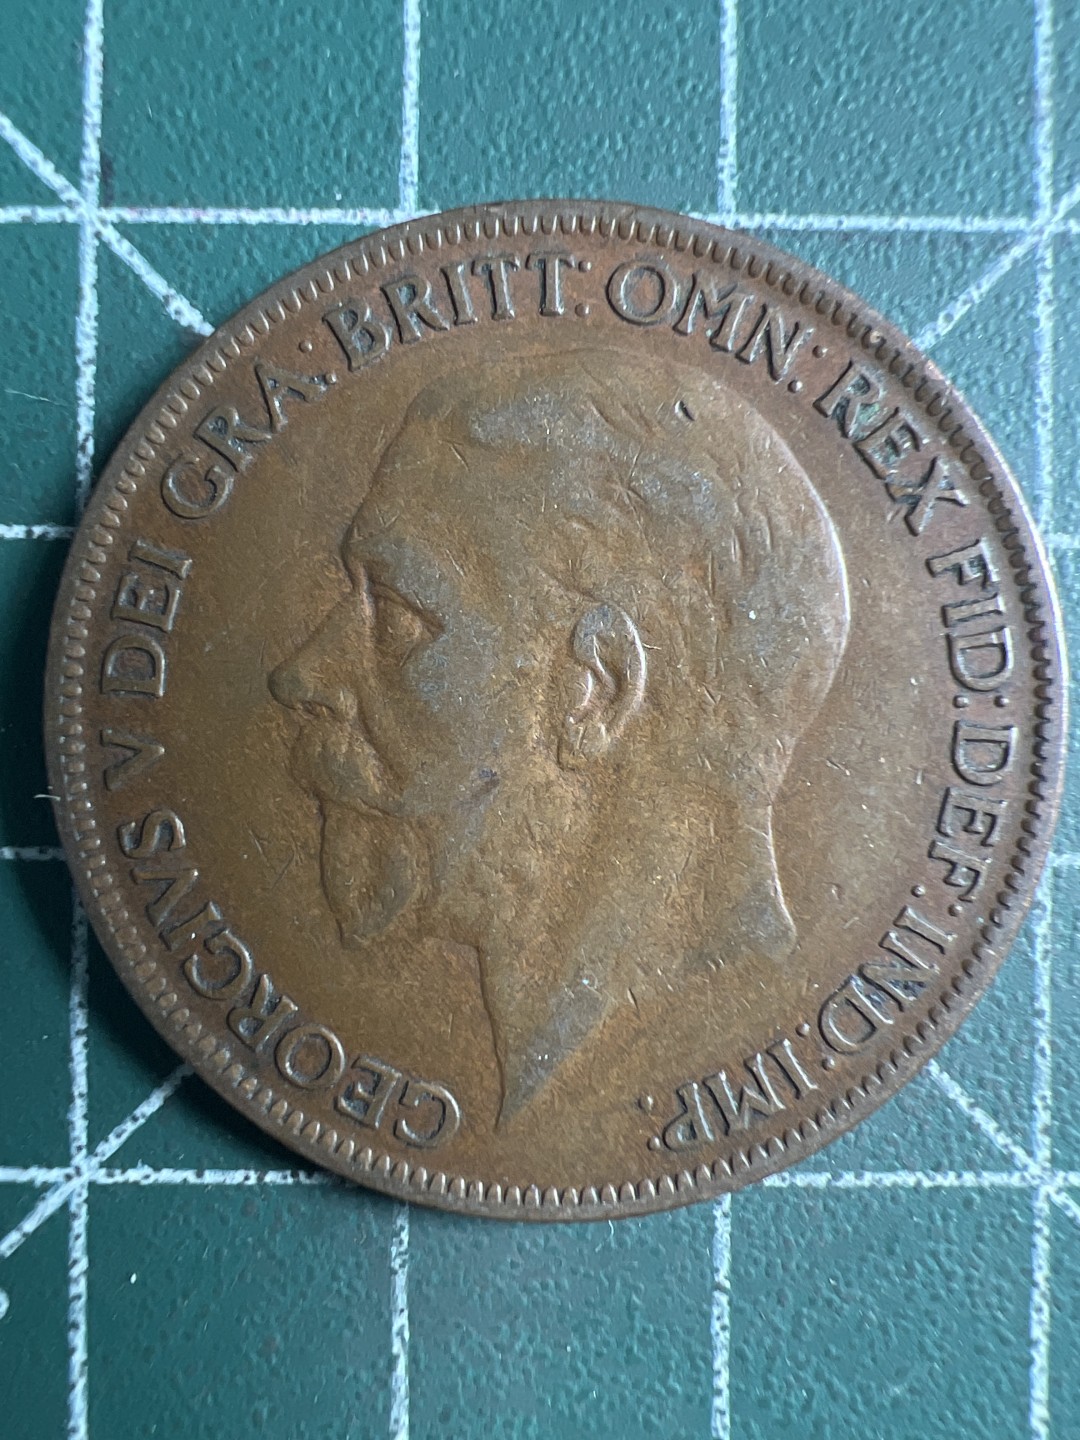 GEORGIVS V DEI GRA: BRITT: OMN: REX FID: DEF: IND: IMP: